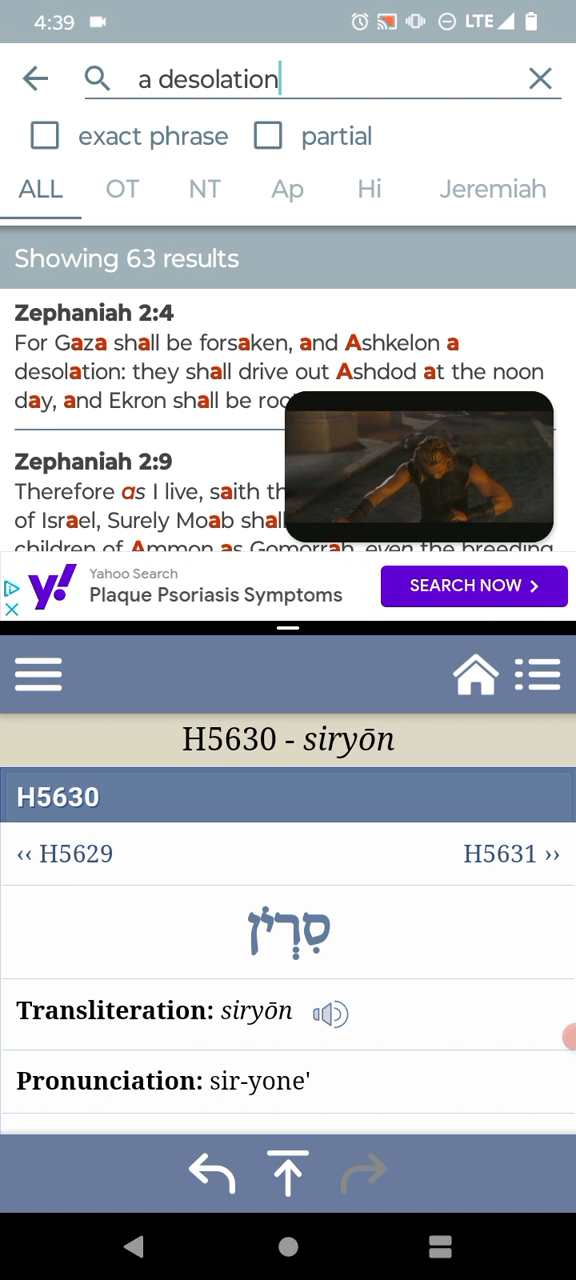 4:39 LTE
a desolation
exact phrase partial
ALL OT NT Ap Hi Jeremiah
Showing 63 results
Zephaniah 2:4
For Gaza shall be forsaken, and Ashkelon a
desolation: they shall drive out Ashdod at the noon
day, and Ekron shall be
Zephaniah 2:9
Therefore as I live, saith
of Israel, Surely Moab
children of Ammon as Gomorrah, even the breeding
Yahoo Search
y!
Plaque Psoriasis Symptoms
SEARCH NOW >
H5630 - siryōn
H5630
‹‹ H5629 H5631 ››
סִרְיֹן
Transliteration: siryōn
Pronunciation: sir-yone'